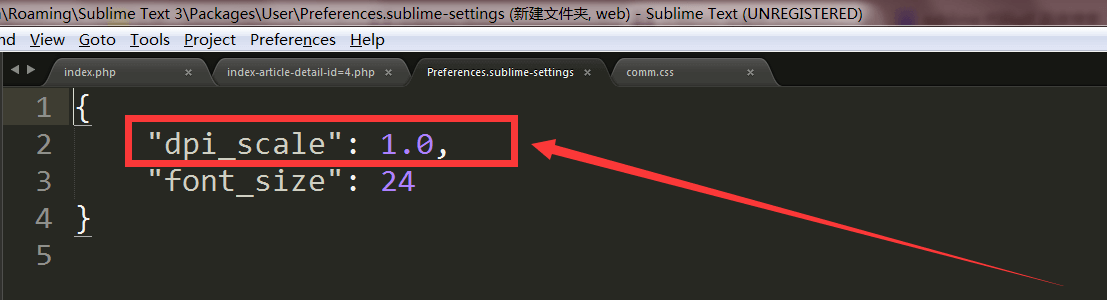 \Roaming\Sublime Text 3\Packages\User\Preferences.sublime-settings (新建文件夹, web) - Sublime Text (UNREGISTERED)
nd View Goto Tools Project Preferences Help
index.php × index-article-detail-id=4.php × Preferences.sublime-settings × comm.css ×
1 {
2 "dpi_scale": 1.0,
3 "font_size": 24
4 }
5